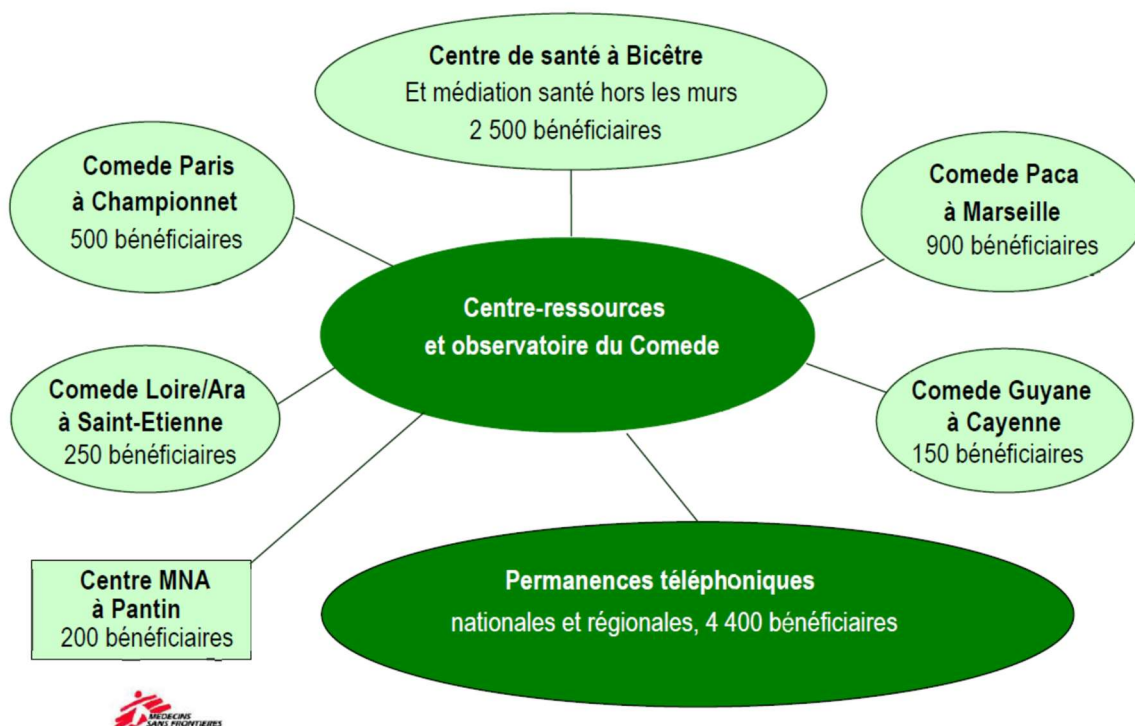 Centre de santé à Bicêtre
Et médiation santé hors les murs
2 500 bénéficiaires
Comede Paris
à Championnet
500 bénéficiaires
Comede Paca
à Marseille
900 bénéficiaires
Centre-ressources
et observatoire du Comede
Comede Loire/Ara
à Saint-Etienne
250 bénéficiaires
Comede Guyane
à Cayenne
150 bénéficiaires
Centre MNA
à Pantin
200 bénéficiaires
Permanences téléphoniques
nationales et régionales, 4 400 bénéficiaires
MEDECINS
SANS FRONTIERES